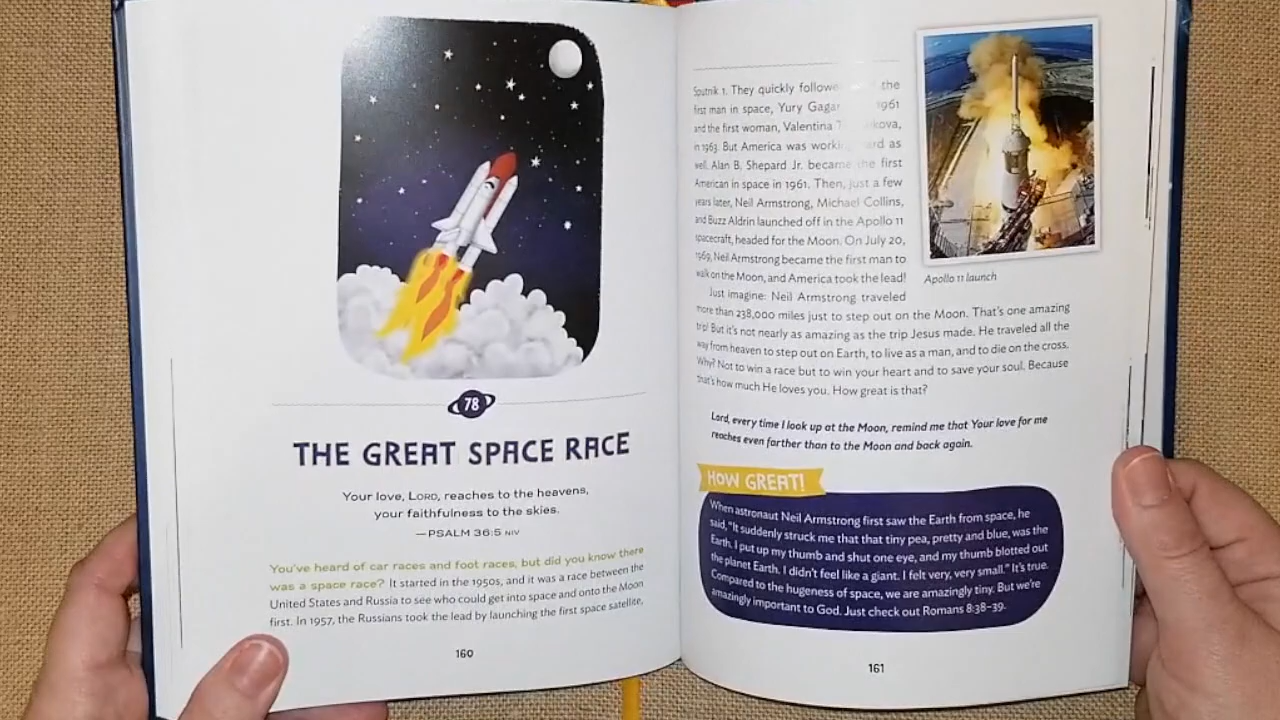 78
THE GREAT SPACE RACE
Your love, LORD, reaches to the heavens,
your faithfulness to the skies.
—PSALM 36:5 NIV
You've heard of car races and foot races, but did you know there
was a space race? It started in the 1950s, and it was a race between the
United States and Russia to see who could get into space and onto the Moon
first. In 1957, the Russians took the lead by launching the first space satellite,
160
Sputnik 1. They quickly the
first man in space, Yury 1961
and the first woman, Valentina
in 1963. But America was as
well. Alan B. Shepard Jr. became the first
American in space in 1961. Then, just a few
years later, Neil Armstrong, Michael Collins,
and Buzz Aldrin launched off in the Apollo 11
spacecraft, headed for the Moon. On July 20,
1969, Neil Armstrong became the first man to
walk on the Moon, and America took the lead!
Apollo 11 launch
Just imagine: Neil Armstrong traveled
more than 238,000 miles just to step out on the Moon. That's one amazing
trip! But it's not nearly as amazing as the trip Jesus made. He traveled all the
way from heaven to step out on Earth, to live as a man, and to die on the cross.
Why? Not to win a race but to win your heart and to save your soul. Because
that's how much He loves you. How great is that?
Lord, every time I look up at the Moon, remind me that Your love for me
reaches even farther than to the Moon and back again.
HOW GREAT!
When astronaut Neil Armstrong first saw the Earth from space, he
said, "It suddenly struck me that that tiny pea, pretty and blue, was the
Earth. I put up my thumb and shut one eye, and my thumb blotted out
the planet Earth. I didn't feel like a giant. I felt very, very small." It's true.
Compared to the hugeness of space, we are amazingly tiny. But we're
amazingly important to God. Just check out Romans 8:38–39.
161